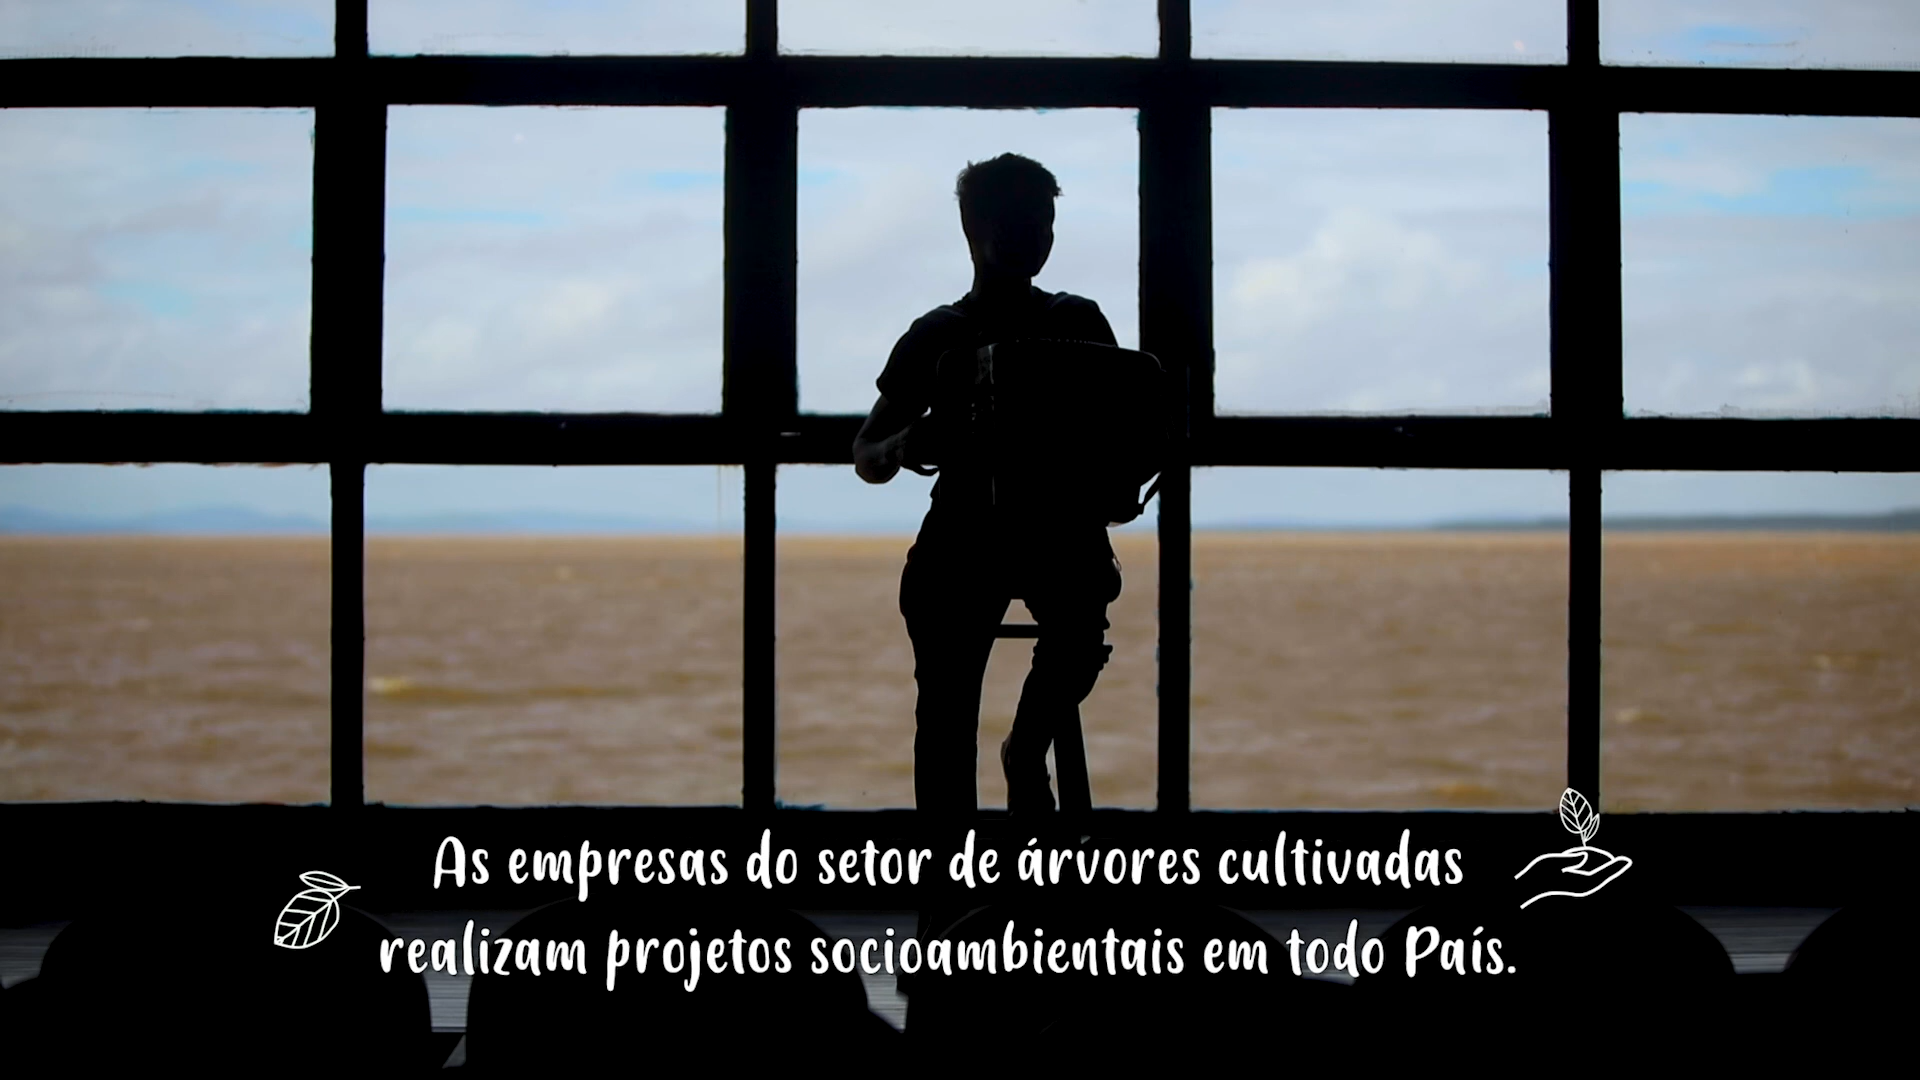 As empresas do setor de árvores cultivadas
realizam projetos socioambientais em todo País.